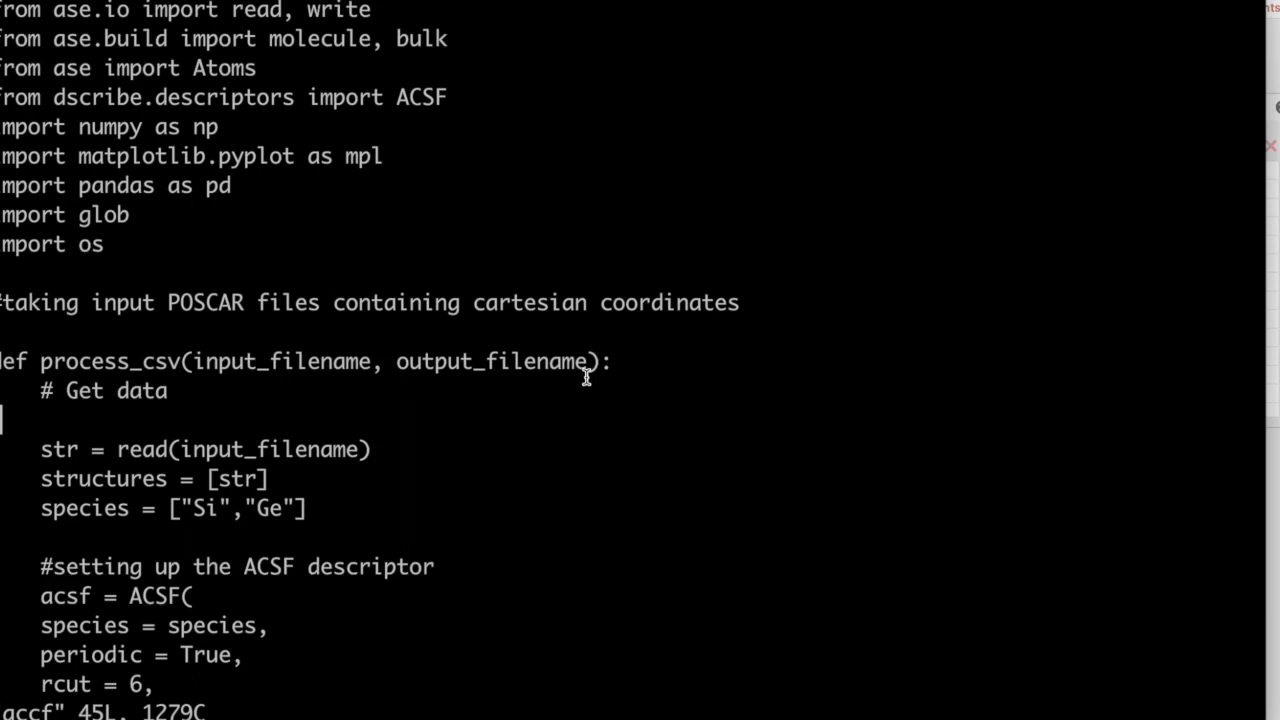 from ase.io import read, write
from ase.build import molecule, bulk
from ase import Atoms
from dscribe.descriptors import ACSF
import numpy as np
import matplotlib.pyplot as mpl
import pandas as pd
import glob
import os
#taking input POSCAR files containing cartesian coordinates
def process_csv(input_filename, output_filename):
# Get data
str = read(input_filename)
structures = [str]
species = ["Si","Ge"]
#setting up the ACSF descriptor
acsf = ACSF(
species = species,
periodic = True,
rcut = 6,
accf" 45L, 1279C